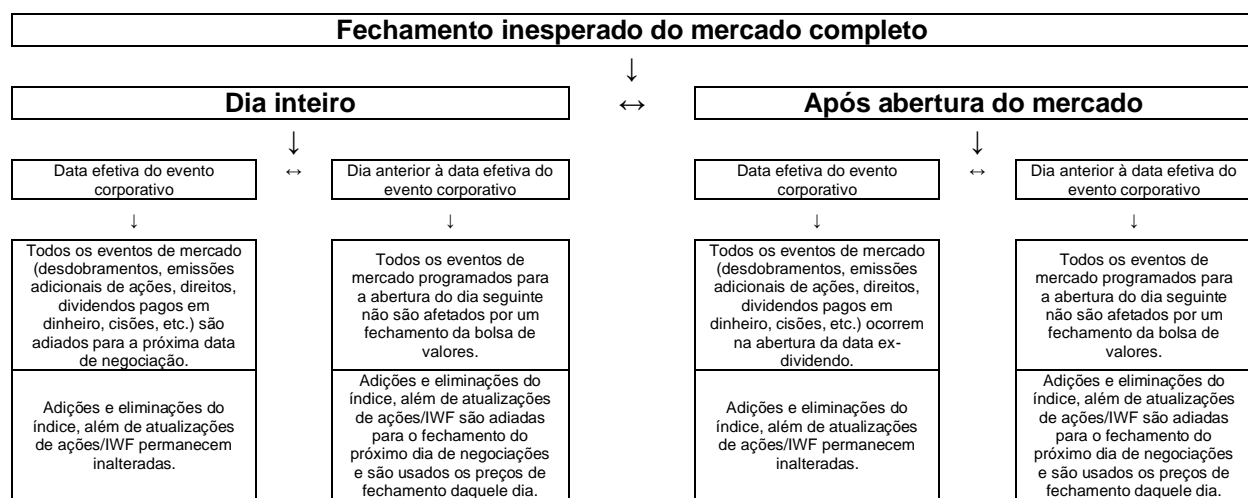 Fechamento inesperado do mercado completo
↓
Dia inteiro ↔ Após abertura do mercado
↓ ↓
Data efetiva do evento
corporativo
↔
Dia anterior à data efetiva do
evento corporativo
Data efetiva do evento
corporativo
↔
Dia anterior à data efetiva do
evento corporativo
↓ ↓ ↓ ↓
Todos os eventos de mercado
(desdobramentos, emissões
adicionais de ações, direitos,
dividendos pagos em
dinheiro, cisões, etc.) são
adiados para a próxima data
de negociação.
Todos os eventos de
mercado programados para
a abertura do dia seguinte
não são afetados por um
fechamento da bolsa de
valores.
Todos os eventos de mercado
(desdobramentos, emissões
adicionais de ações, direitos,
dividendos pagos em
dinheiro, cisões, etc.) ocorrem
na abertura da data ex-
dividendo.
Todos os eventos de
mercado programados para
a abertura do dia seguinte
não são afetados por um
fechamento da bolsa de
valores.
Adições e eliminações do
índice, além de atualizações
de ações/IWF permanecem
inalteradas.
Adições e eliminações do
índice, além de atualizações
de ações/IWF são adiadas
para o fechamento do
próximo dia de negociações
e são usados os preços de
fechamento daquele dia.
Adições e eliminações do
índice, além de atualizações
de ações/IWF permanecem
inalteradas.
Adições e eliminações do
índice, além de atualizações
de ações/IWF são adiadas
para o fechamento do
próximo dia de negociações
e são usados os preços de
fechamento daquele dia.